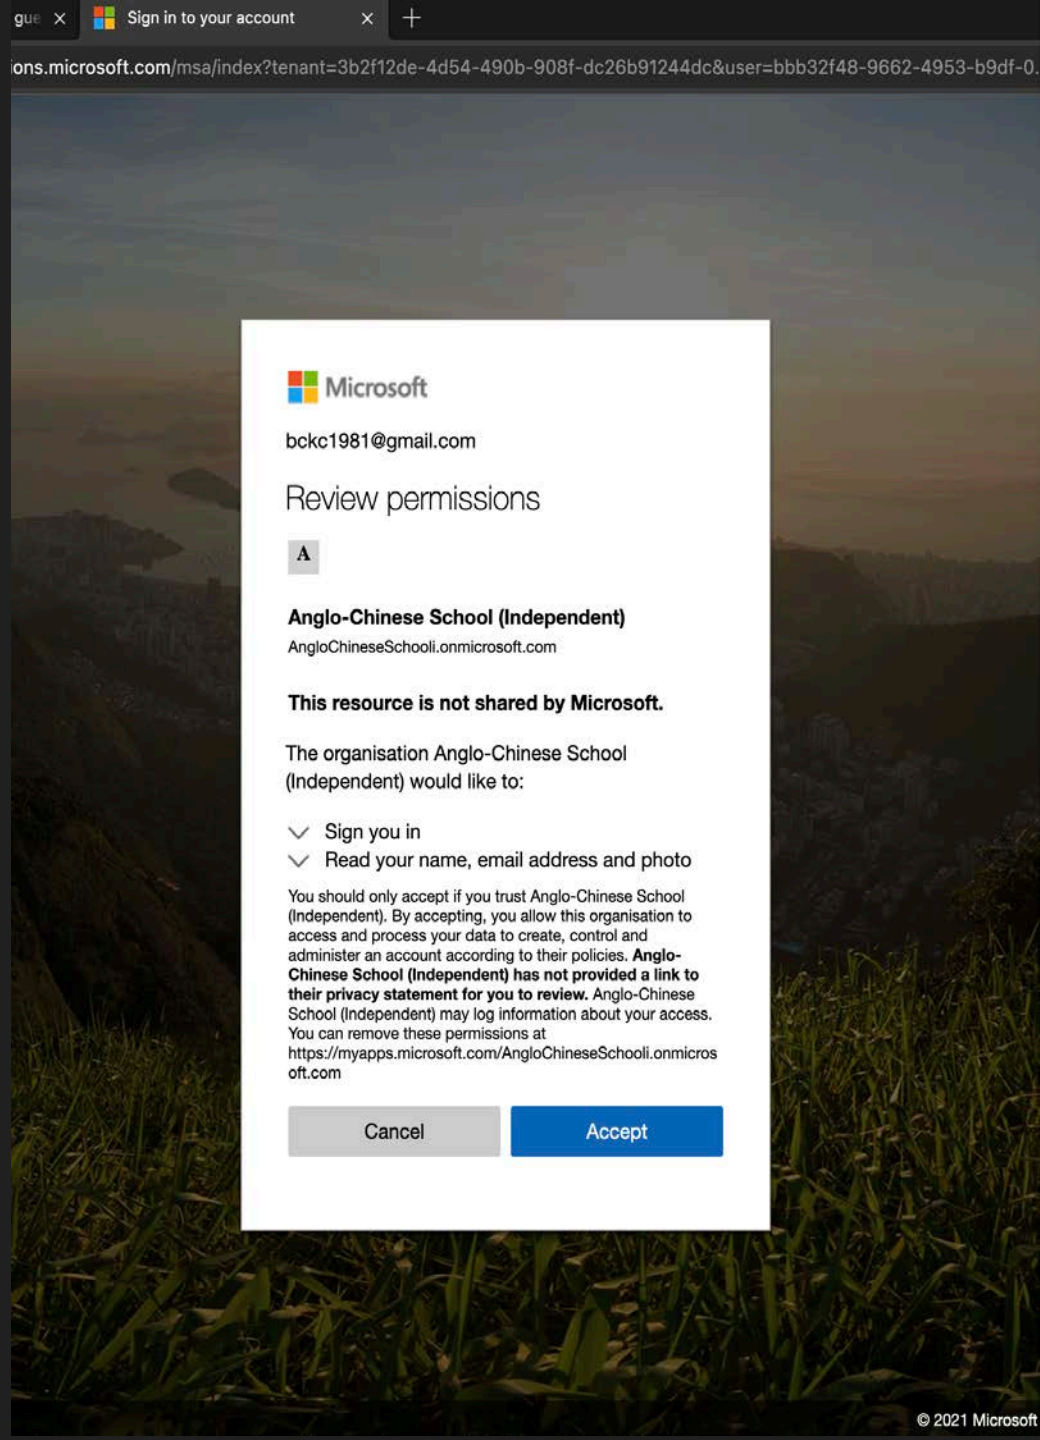 gue
Sign in to your account
ions.microsoft.com/msa/index?tenant=3b2f12de-4d54-490b-908f-dc26b91244dc&user=bbb32f48-9662-4953-b9df-0.
Microsoft
bckc1981@gmail.com
Review permissions
A
Anglo-Chinese School (Independent)
AngloChineseSchooli.onmicrosoft.com
This resource is not shared by Microsoft.
The organisation Anglo-Chinese School
(Independent) would like to:
Sign you in
Read your name, email address and photo
You should only accept if you trust Anglo-Chinese School
(Independent). By accepting, you allow this organisation to
access and process your data to create, control and
administer an account according to their policies. Anglo-
Chinese School (Independent) has not provided a link to
their privacy statement for you to review. Anglo-Chinese
School (Independent) may log information about your access.
You can remove these permissions at
https://myapps.microsoft.com/AngloChineseSchooli.onmicros
oft.com
Cancel
Accept
© 2021 Microsoft